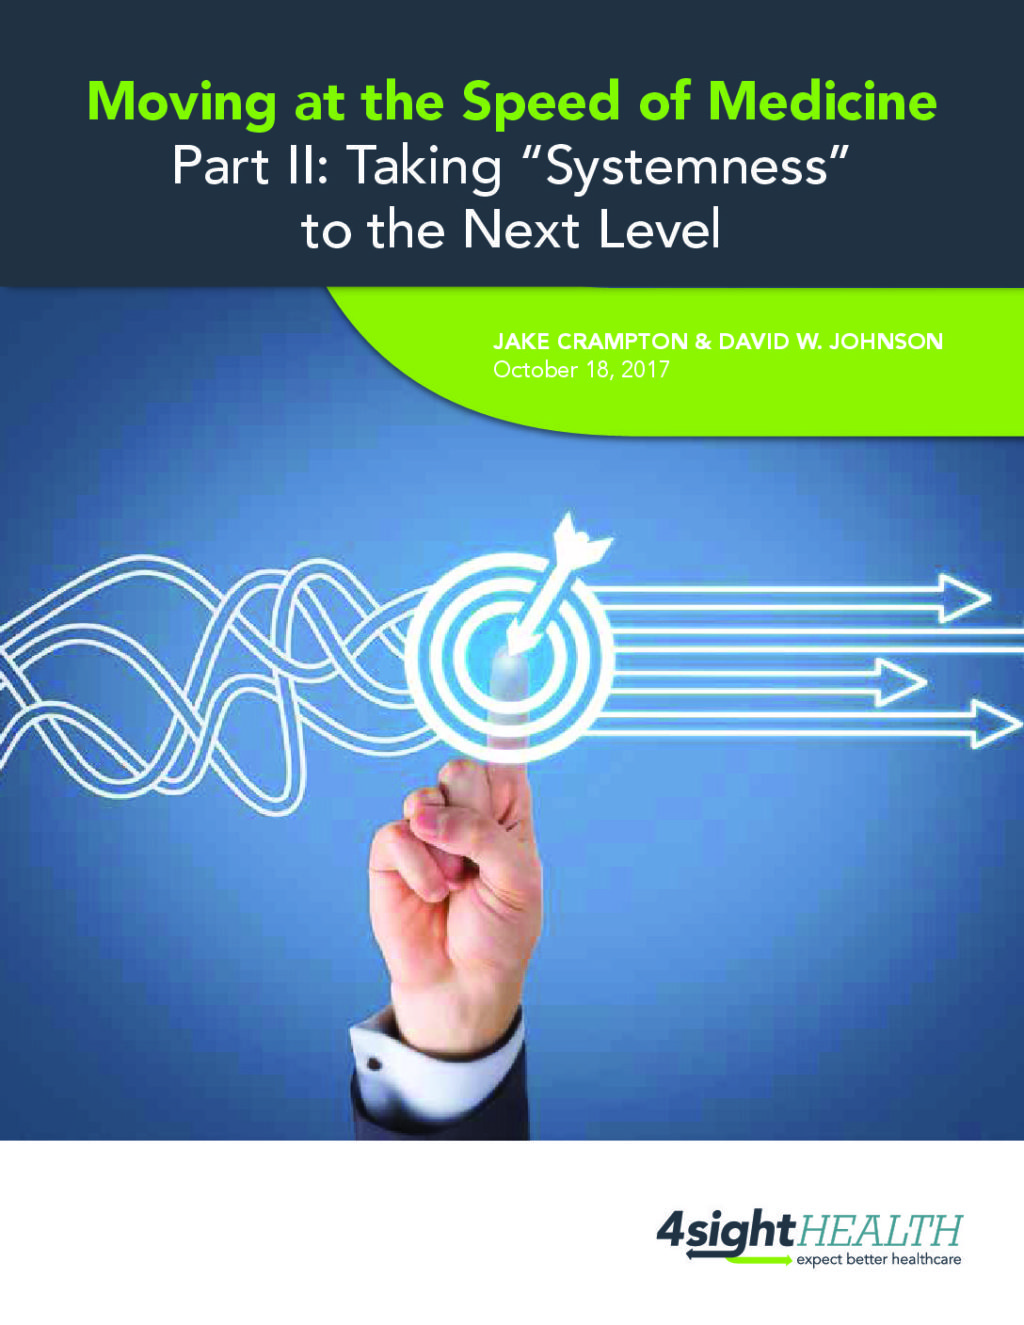 Moving at the Speed of Medicine
Part II: Taking “Systemness”
to the Next Level
JAKE CRAMPTON & DAVID W. JOHNSON
October 18, 2017
4sightHEALTH
expect better healthcare